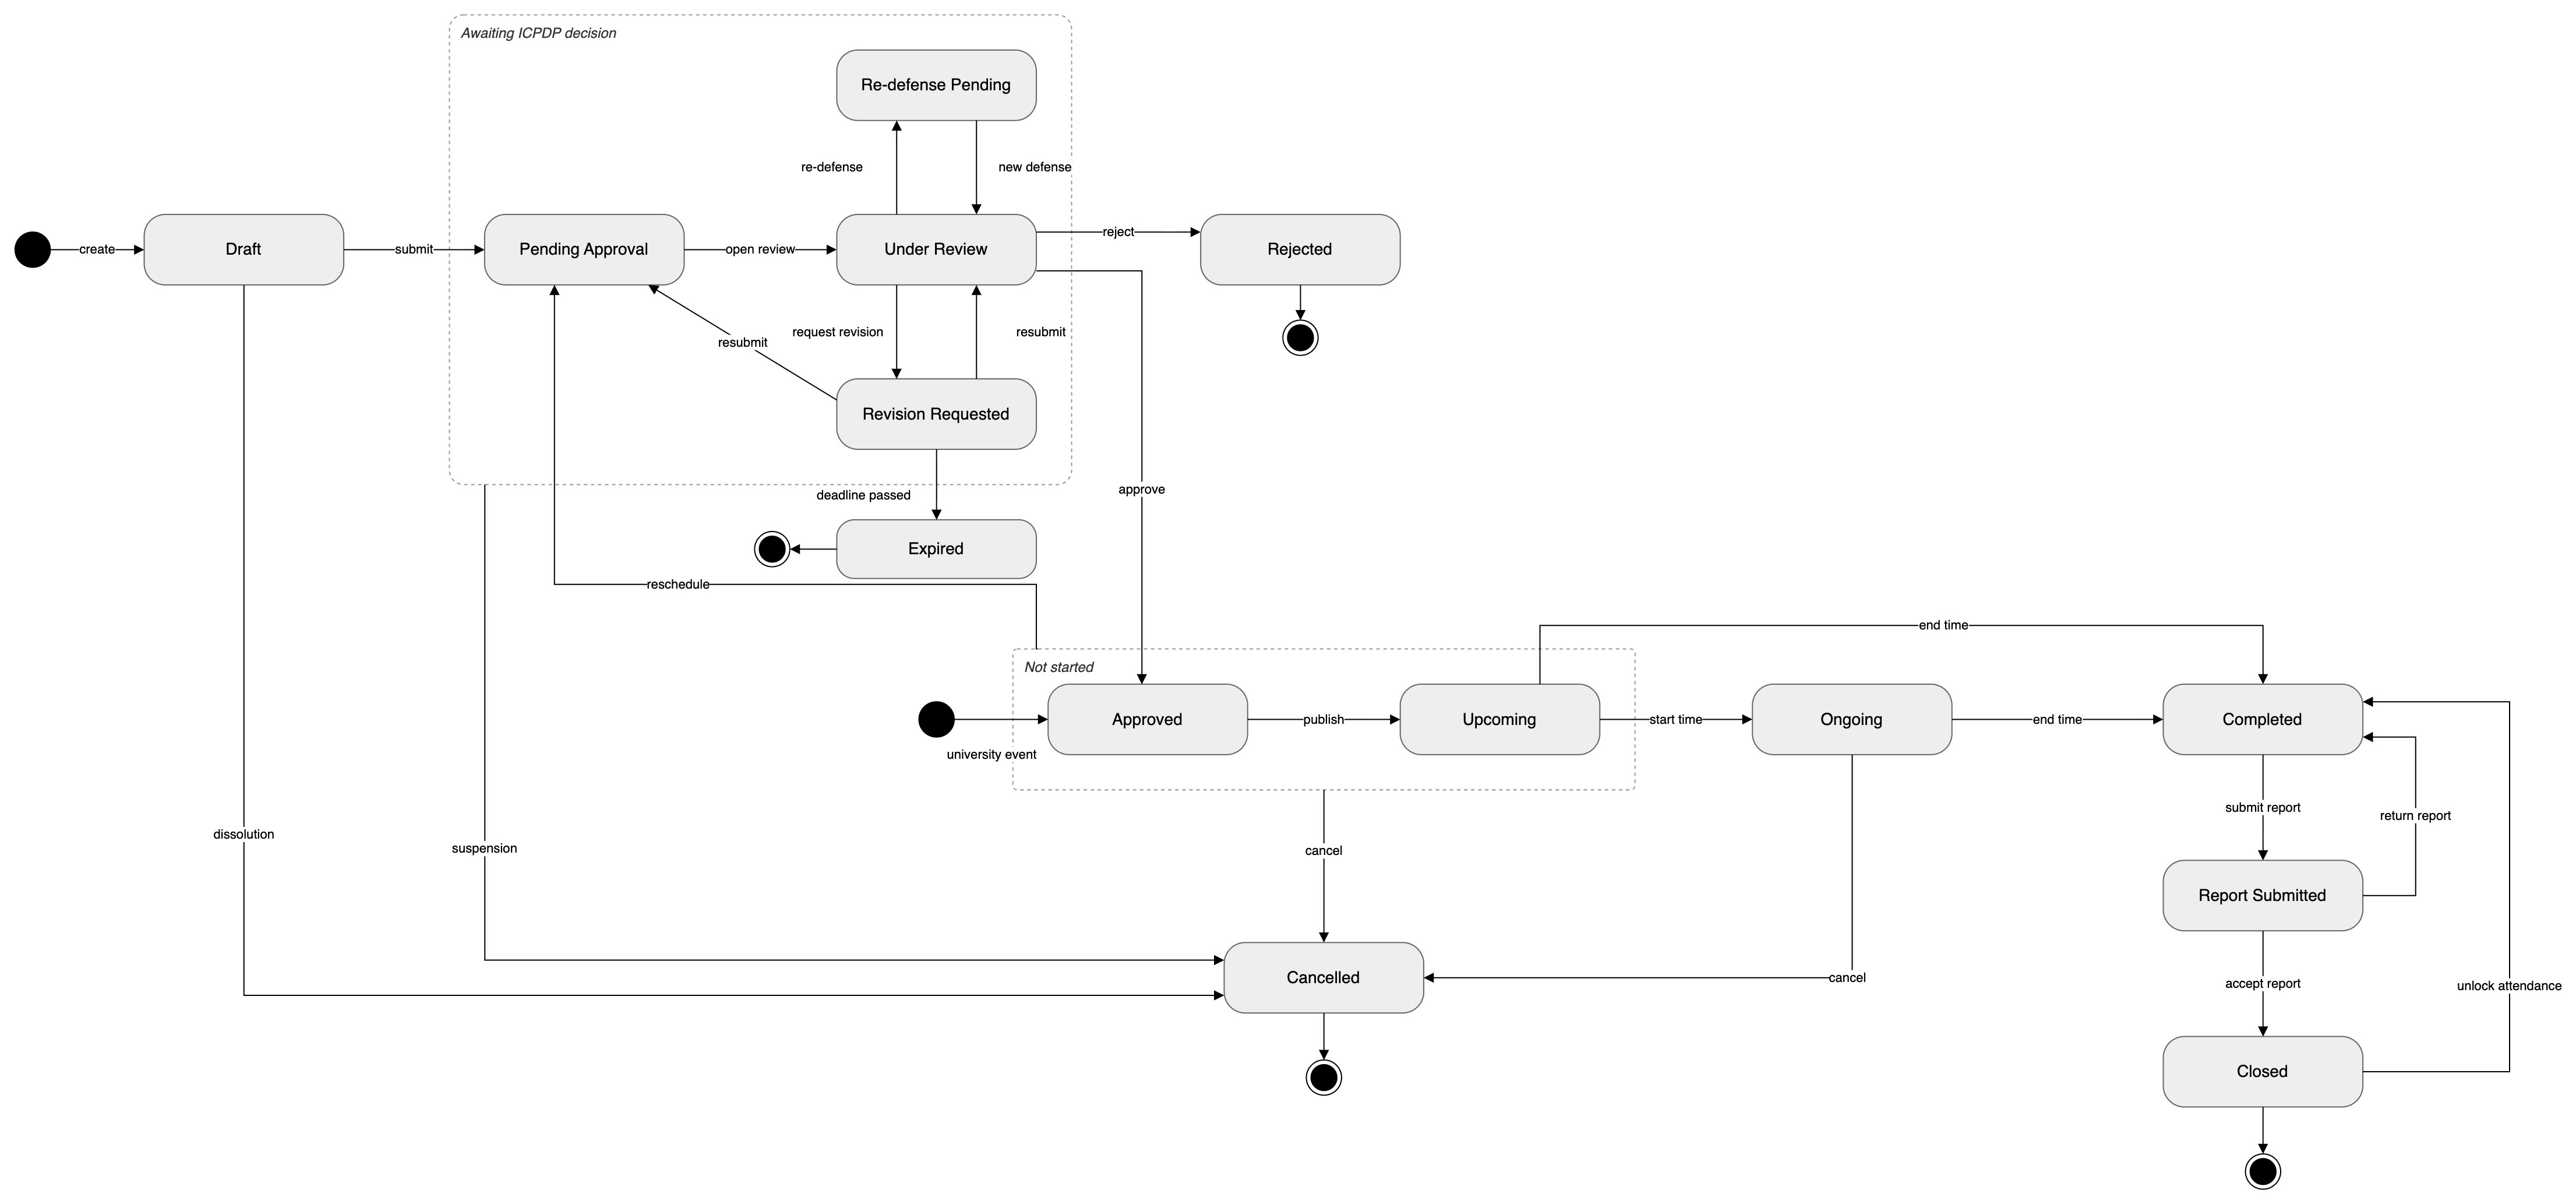 Awaiting ICPDP decision
Re-defense Pending
re-defense
new defense
create
Draft
submit
Pending Approval
open review
Under Review
reject
Rejected
resubmit
request revision
resubmit
Revision Requested
deadline passed
approve
Expired
reschedule
end time
Not started
university event
Approved
publish
Upcoming
start time
Ongoing
end time
Completed
submit report
return report
dissolution
suspension
cancel
Report Submitted
Cancelled
cancel
accept report
unlock attendance
Closed